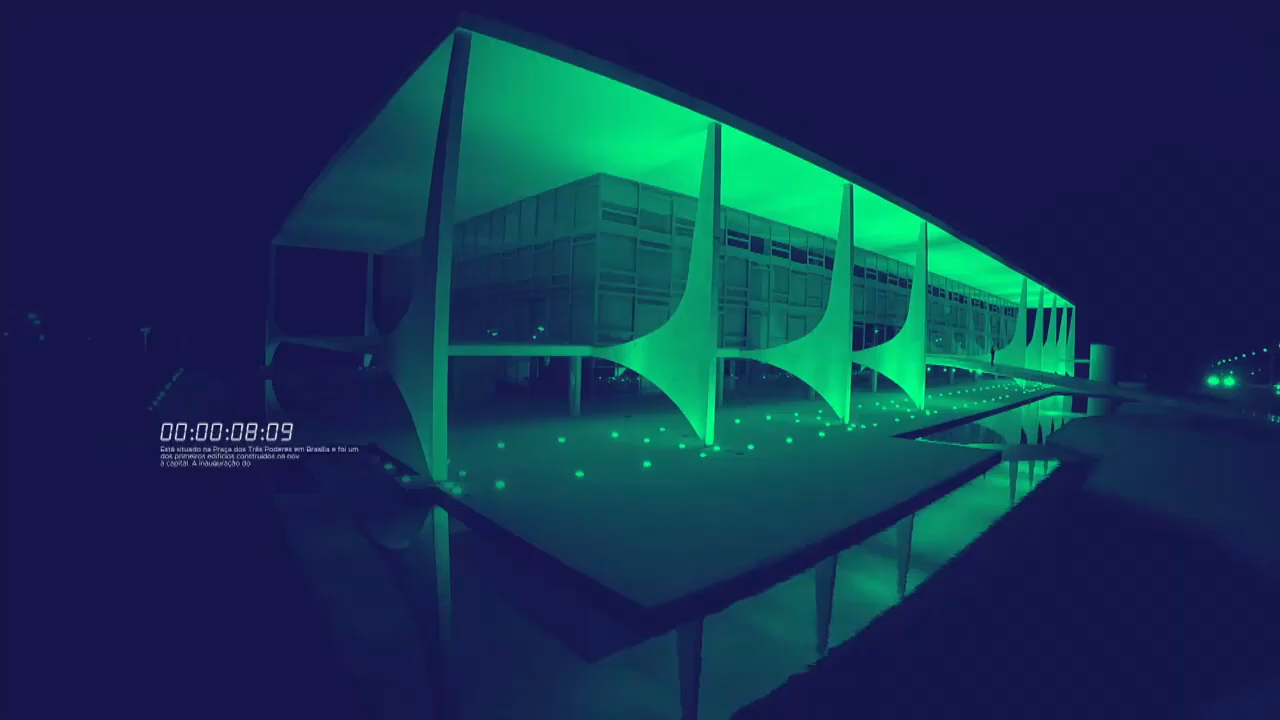 00:00:08:09
Está situado na Praça dos Três Poderes em Brasília e foi um
dos primeiros edifícios construídos na nov
a capital. A inauguração do